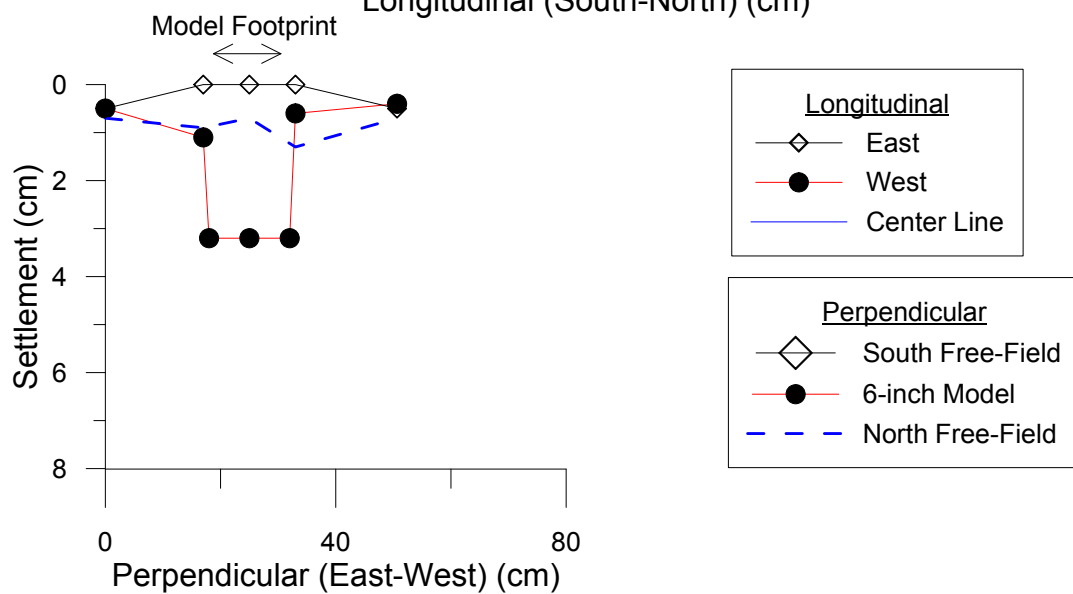 Longitudinal (South-North) (cm)
Model Footprint
0
2
4
6
8
Settlement (cm)
0 40 80
Perpendicular (East-West) (cm)
Longitudinal
East
West
Center Line
Perpendicular
South Free-Field
6-inch Model
North Free-Field